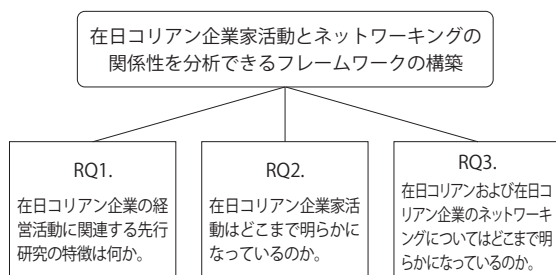 在日コリアン企業家活動とネットワーキングの
関係性を分析できるフレームワークの構築
RQ1.
在日コリアン企業の経
営活動に関連する先行
研究の特徴は何か。
RQ2.
在日コリアン企業家活
動はどこまで明らかに
なっているのか。
RQ3.
在日コリアンおよび在日コ
リアン企業のネットワーキ
ングについてはどこまで明
らかになっているのか。